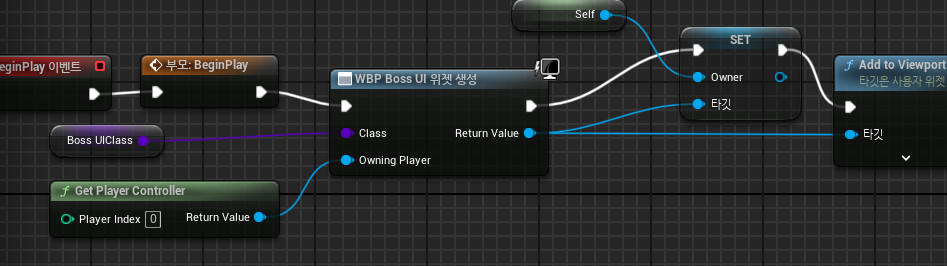 Self
SET
eginPlay 이벤트
부모: BeginPlay
WBP Boss UI 위젯 생성
Owner
Add to Viewport
타깃은 사용자 위젯
타깃
Boss UIClass
Class
Return Value
타깃
Owning Player
Get Player Controller
Player Index 0
Return Value